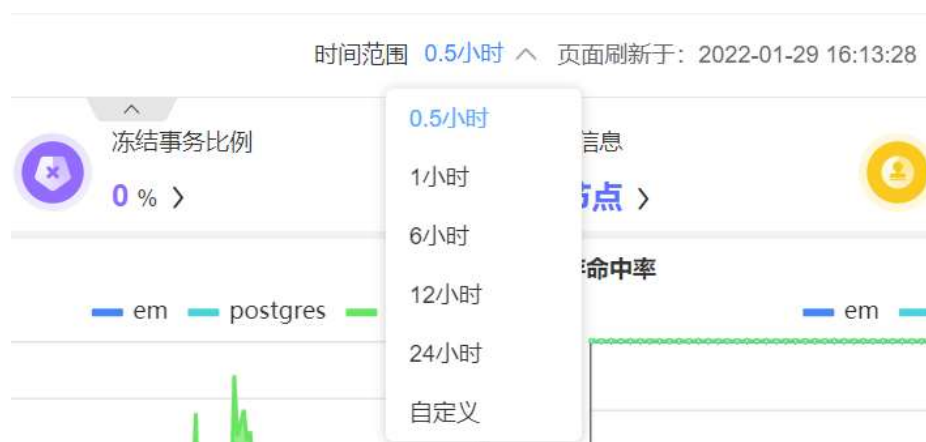 时间范围 0.5小时 页面刷新于：2022-01-29 16:13:28
冻结事务比例
0 %
0.5小时
1小时
6小时
12小时
24小时
自定义
信息
节点
命中率
em postgres
em